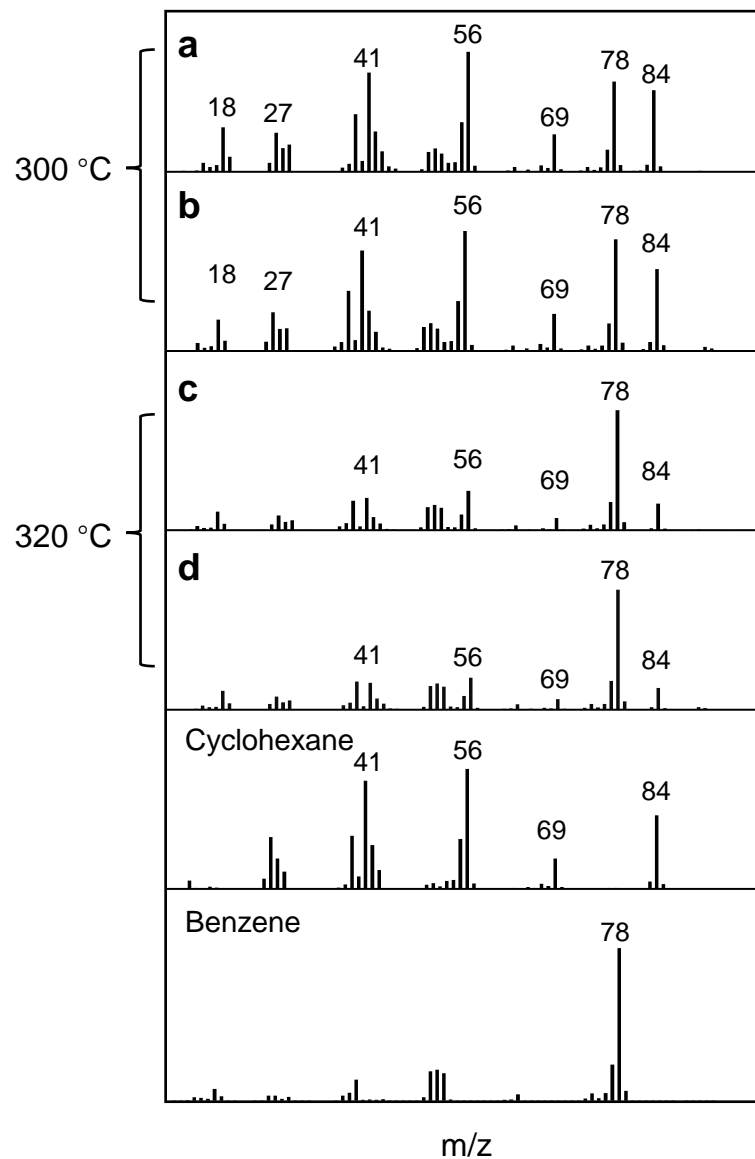 a
18 27 41 56 69 78 84
300 °C
b
18 27 41 56 69 78 84
c
41 56 69 78 84
320 °C
d
41 56 69 78 84
Cyclohexane
41 56 69 84
Benzene
78
m/z